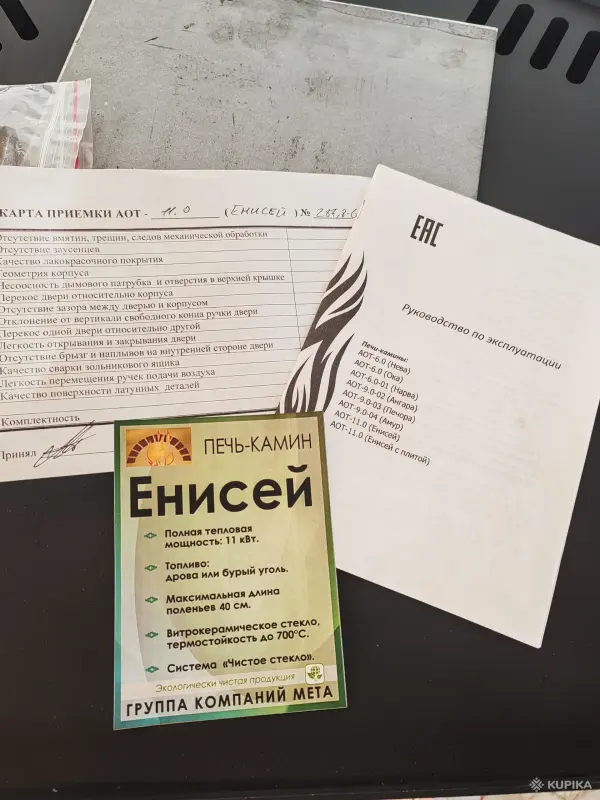 КАРТА ПРИЕМКИ АОТ - 11.0 (ЕНИСЕЙ) №
Отсутствие вмятин, трещин, следов механической обработки
Отсутствие заусенцев
Качество лакокрасочного покрытия
Геометрия корпуса
Несоосность дымового патрубка и отверстия в верхней крышке
Перекос двери относительно корпуса
Отсутствие зазора между дверью и корпусом
Отклонение от вертикали свободного конца ручки двери
Перекос одной двери относительно другой
Легкость открывания и закрывания двери
Отсутствие брызг и наплывов на внутренней стороне двери
Качество сварки зольникового ящика
Легкость перемещения ручек подачи воздуха
Качество поверхности латунных деталей
Комплектность
Принял
EAC
Руководство по эксплуатации
Печи-камины:
АОТ-6.0 (Нева)
АОТ-6.0 (Ока)
АОТ-6.0-01 (Нарва)
АОТ-9.0-02 (Ангара)
АОТ-9.0-03 (Печора)
АОТ-9.0-04 (Амур)
АОТ-11.0 (Енисей)
АОТ-11.0 (Енисей с плитой)
ПЕЧЬ-КАМИН
Енисей
Полная тепловая
мощность: 11 кВт.
Топливо:
дрова или бурый уголь.
Максимальная длина
поленьев 40 см.
Витрокерамическое стекло,
термостойкость до 700°С.
Система «Чистое стекло».
Экологически чистая продукция
ГРУППА КОМПАНИЙ МЕТА
KUPIKA